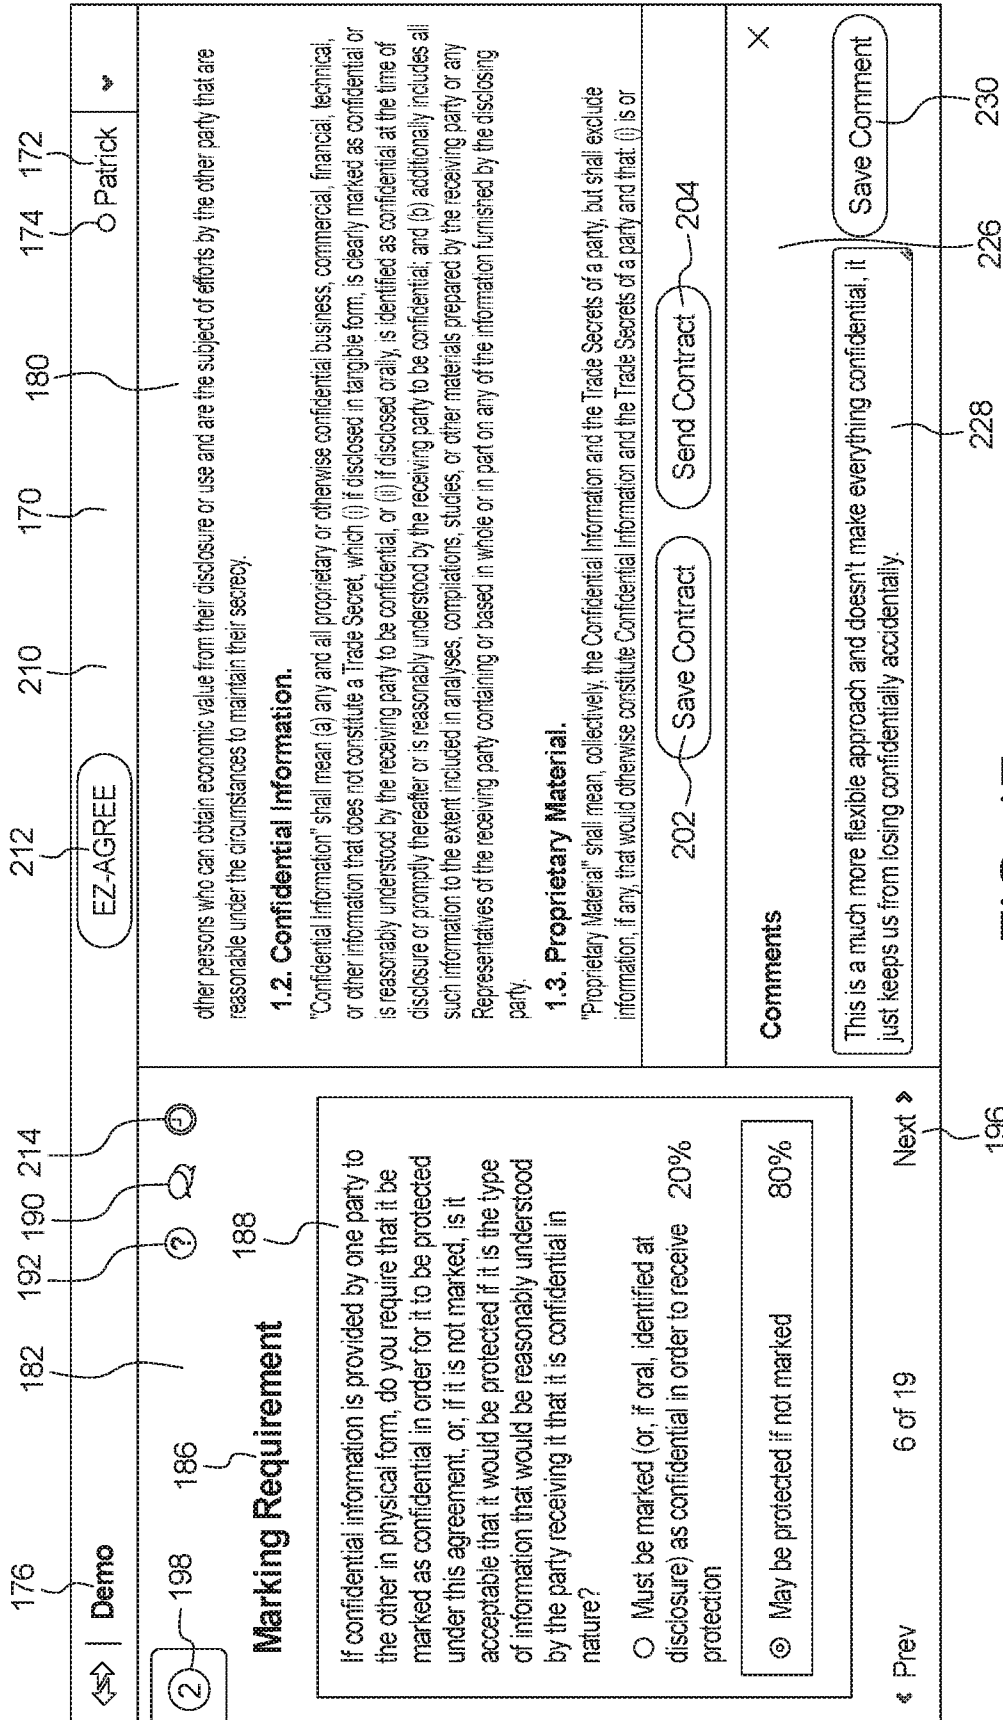 176
182
192
190
214
212
210
170
180
174
172
Demo
EZ-AGREE
Patrick
2
198
?
186
Marking Requirement
188
If confidential information is provided by one party to
the other in physical form, do you require that it be
marked as confidential in order for it to be protected
under this agreement, or, if it is not marked, is it
acceptable that it would be protected if it is the type
of information that would be reasonably understood
by the party receiving it that it is confidential in
nature?
Must be marked (or, if oral, identified at
disclosure) as confidential in order to receive 20%
protection
May be protected if not marked 80%
« Prev
6 of 19
Next »
196
other persons who can obtain economic value from their disclosure or use and are the subject of efforts by the other party that are
reasonable under the circumstances to maintain their secrecy.
1.2. Confidential Information.
"Confidential Information" shall mean (a) any and all proprietary or otherwise confidential business, commercial, financial, technical,
or other information that does not constitute a Trade Secret, which (i) if disclosed in tangible form, is clearly marked as confidential or
is reasonably understood by the receiving party to be confidential, or (ii) if disclosed orally, is identified as confidential at the time of
disclosure or promptly thereafter or is reasonably understood by the receiving party to be confidential; and (b) additionally includes all
such information to the extent included in analyses, compilations, studies, or other materials prepared by the receiving party or any
Representatives of the receiving party containing or based in whole or in part on any of the information furnished by the disclosing
party.
1.3. Proprietary Material.
"Proprietary Material" shall mean, collectively, the Confidential Information and the Trade Secrets of a party, but shall exclude
information, if any, that would otherwise constitute Confidential Information and the Trade Secrets of a party and that: (i) is or
202
Save Contract
Send Contract
204
Comments
This is a much more flexible approach and doesn't make everything confidential, it
just keeps us from losing confidentially accidentally.
Save Comment
228
226
230